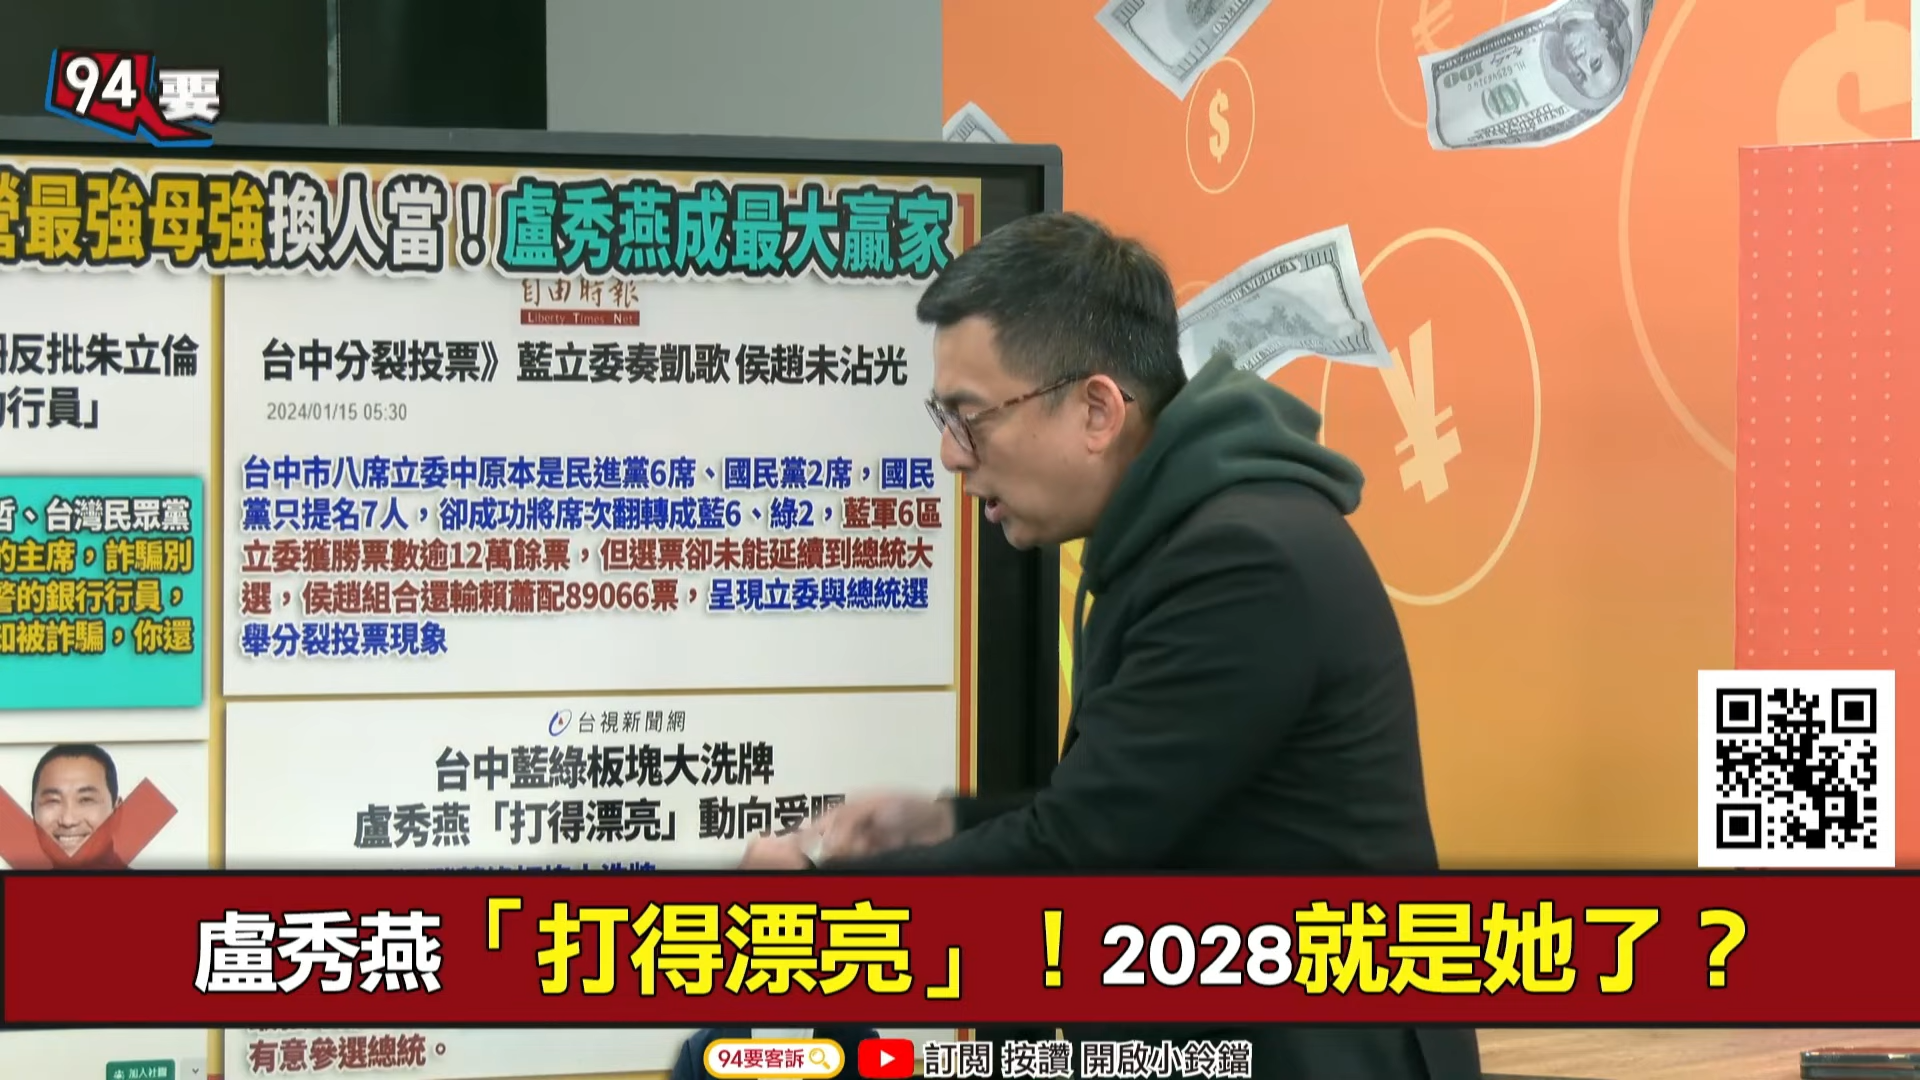 94要
營最強母強換人當！盧秀燕成最大贏家
反批朱立倫
行員」
哲、台灣民眾黨
的主席，詐騙別
警的銀行行員，
知被詐騙，你還
自由時報
Liberty Times Net
台中分裂投票》藍立委奏凱歌 侯趙未沾光
2024/01/15 05:30
台中市八席立委中原本是民進黨6席、國民黨2席，國民
黨只提名7人，卻成功將席次翻轉成藍6、綠2，藍軍6區
立委獲勝票數逾12萬餘票，但選票卻未能延續到總統大
選，侯趙組合還輸賴蕭配89066票，呈現立委與總統選
舉分裂投票現象
台視新聞網
台中藍綠板塊大洗牌
盧秀燕「打得漂亮」動向受矚
盧秀燕「打得漂亮」！2028就是她了？
有意參選總統。
加入社團
94要客訴
訂閱 按讚 開啟小鈴鐺